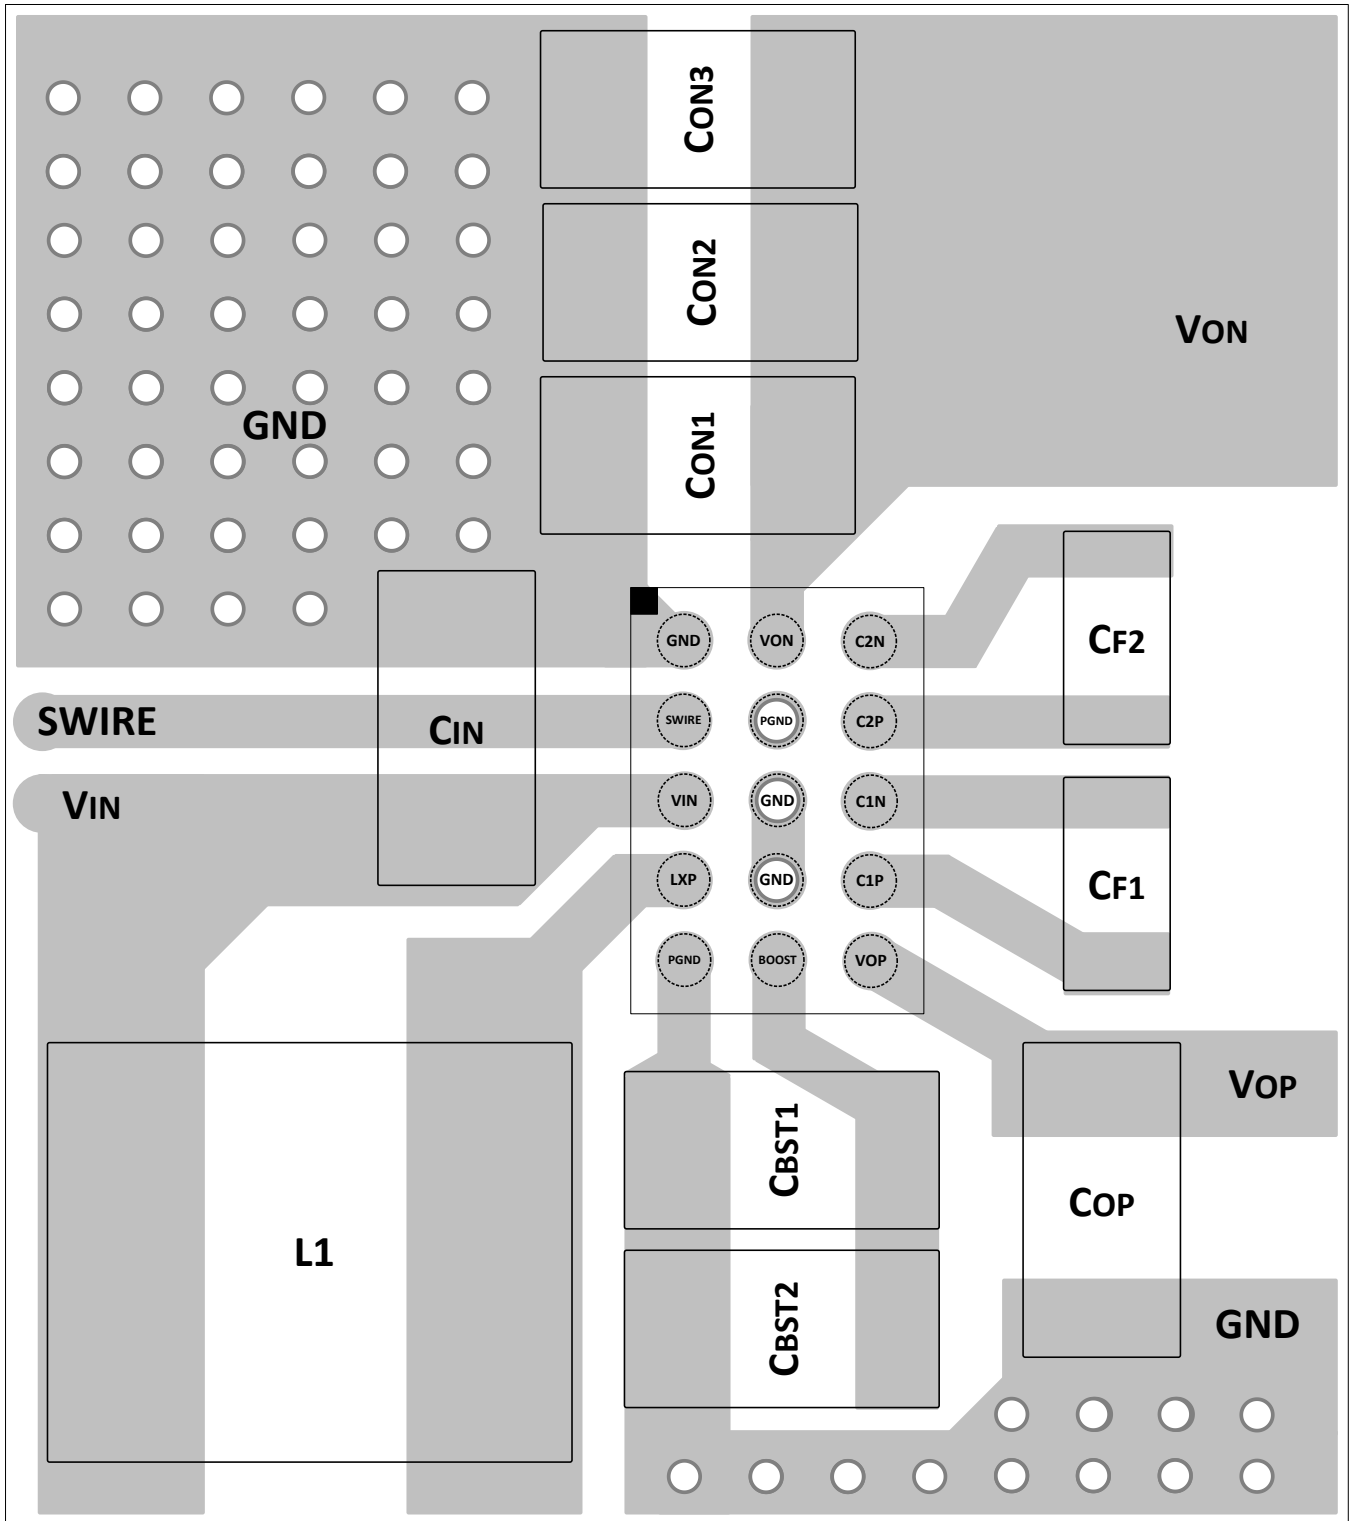 CON3
CON2
VON
GND
CON1
GND VON C2N
CF2
SWIRE
CIN
SWIRE PGND C2P
VIN
VIN GND C1N
LXP GND C1P
CF1
PGND BOOST VOP
VOP
CBST1
COP
L1
CBST2
GND